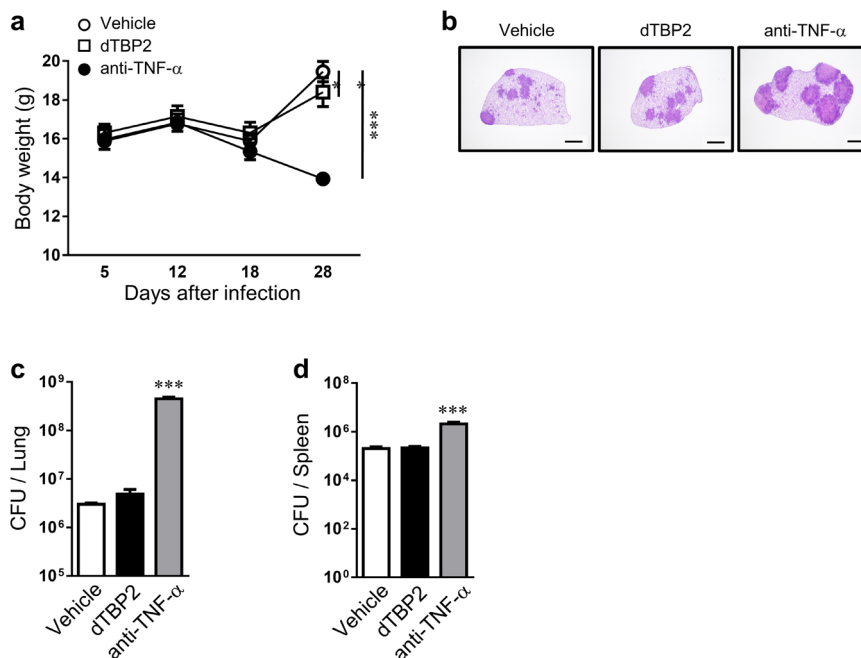 a
Vehicle
dTBP2
anti-TNF-α
Body weight (g)
20
18
16
14
12
10
5 12 18 28
Days after infection
*
*
***
b
Vehicle dTBP2 anti-TNF-α
c
CFU / Lung
10⁹
10⁸
10⁷
10⁶
10⁵
***
Vehicle
dTBP2
anti-TNF-α
d
CFU / Spleen
10⁸
10⁶
10⁴
10²
10⁰
***
Vehicle
dTBP2
anti-TNF-α